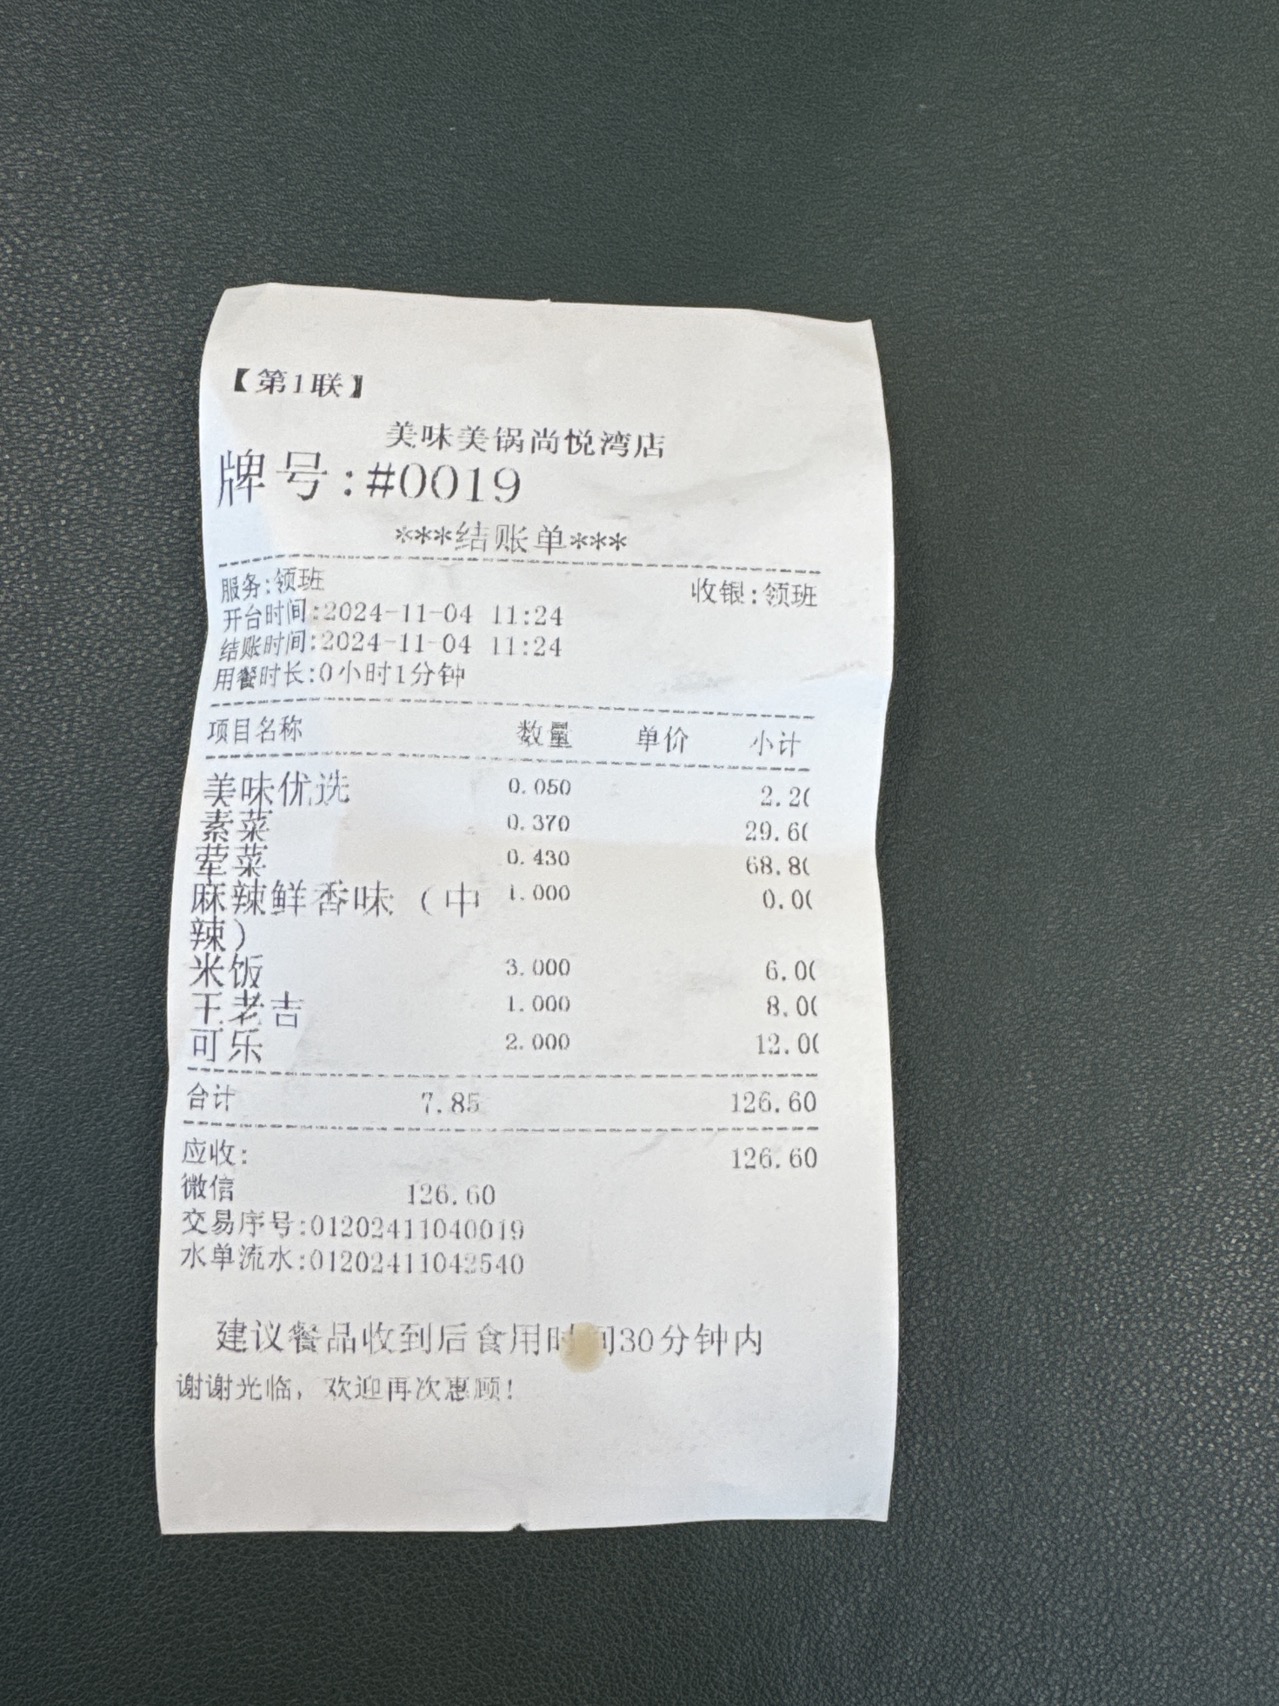 【第1联】
美味美锅尚悦湾店
牌号:#0019
***结账单***
服务:领班 收银:领班
开台时间:2024-11-04 11:24
结账时间:2024-11-04 11:24
用餐时长:0小时1分钟
项目名称 数量 单价 小计
美味优选 0.050 2.20
素菜 0.370 29.60
荤菜 0.430 68.80
麻辣鲜香味（中 1.000 0.00
辣）
米饭 3.000 6.00
王老吉 1.000 8.00
可乐 2.000 12.00
合计 7.85 126.60
应收: 126.60
微信 126.60
交易序号:01202411040019
水单流水:01202411042540
建议餐品收到后食用时间30分钟内
谢谢光临，欢迎再次惠顾!